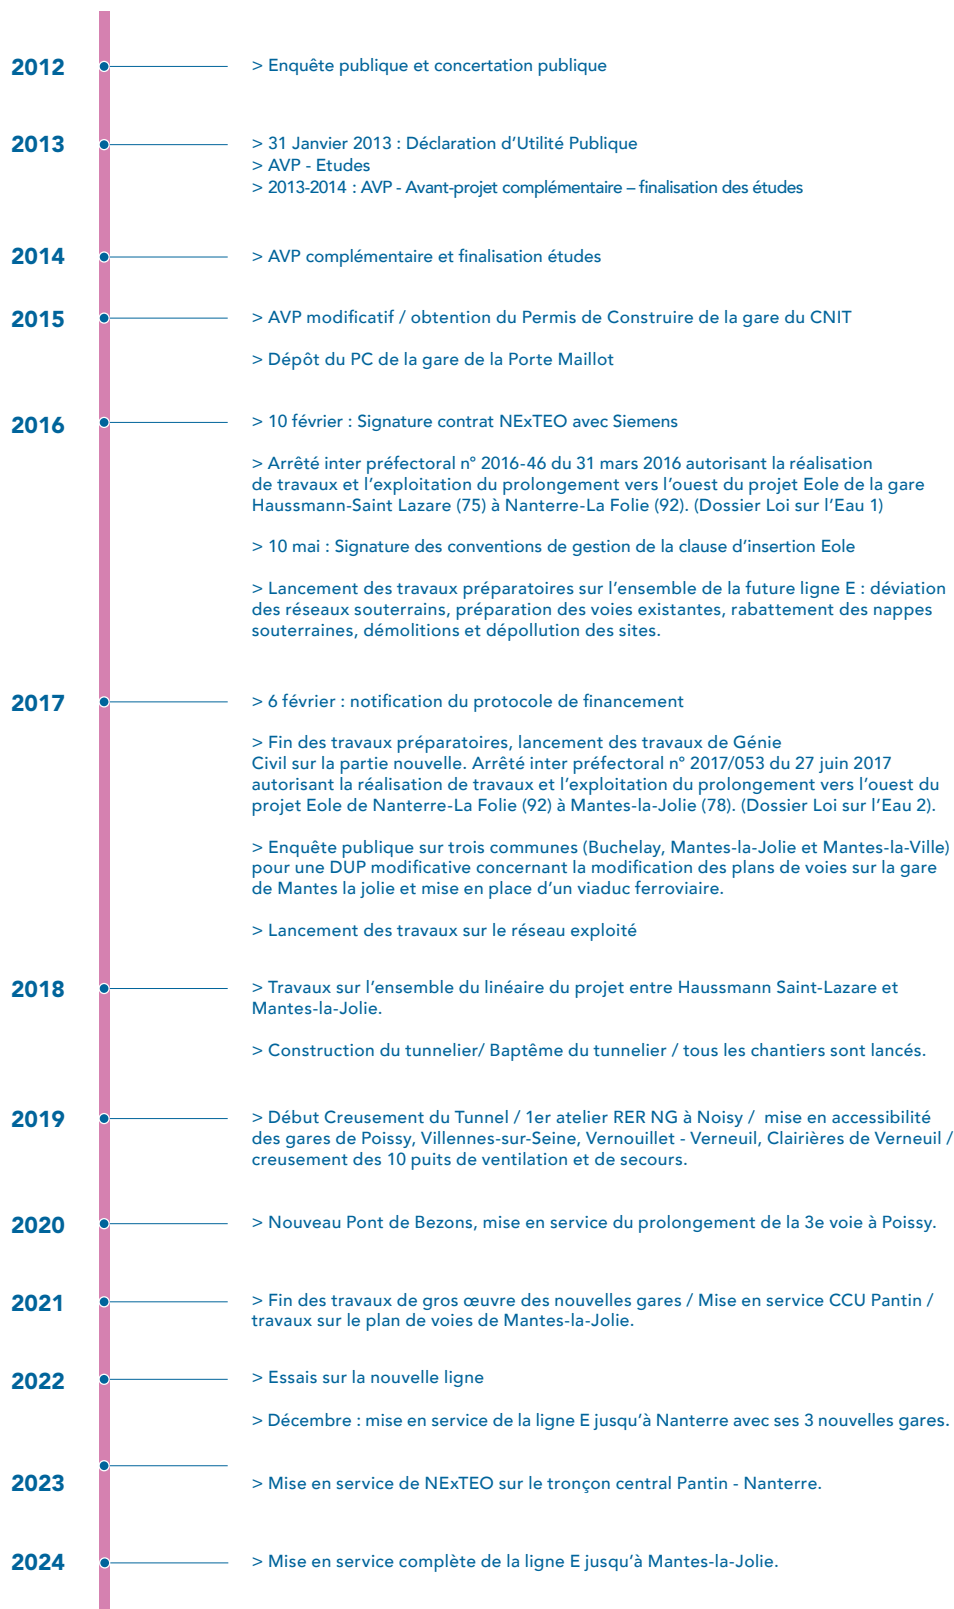 2012
> Enquête publique et concertation publique
2013
> 31 Janvier 2013 : Déclaration d'Utilité Publique
> AVP - Etudes
> 2013-2014 : AVP - Avant-projet complémentaire – finalisation des études
2014
> AVP complémentaire et finalisation études
2015
> AVP modificatif / obtention du Permis de Construire de la gare du CNIT
> Dépôt du PC de la gare de la Porte Maillot
2016
> 10 février : Signature contrat NExTEO avec Siemens
> Arrêté inter préfectoral n° 2016-46 du 31 mars 2016 autorisant la réalisation
de travaux et l'exploitation du prolongement vers l'ouest du projet Eole de la gare
Haussmann-Saint Lazare (75) à Nanterre-La Folie (92). (Dossier Loi sur l'Eau 1)
> 10 mai : Signature des conventions de gestion de la clause d'insertion Eole
> Lancement des travaux préparatoires sur l'ensemble de la future ligne E : déviation
des réseaux souterrains, préparation des voies existantes, rabattement des nappes
souterraines, démolitions et dépollution des sites.
2017
> 6 février : notification du protocole de financement
> Fin des travaux préparatoires, lancement des travaux de Génie
Civil sur la partie nouvelle. Arrêté inter préfectoral n° 2017/053 du 27 juin 2017
autorisant la réalisation de travaux et l'exploitation du prolongement vers l'ouest du
projet Eole de Nanterre-La Folie (92) à Mantes-la-Jolie (78). (Dossier Loi sur l'Eau 2).
> Enquête publique sur trois communes (Buchelay, Mantes-la-Jolie et Mantes-la-Ville)
pour une DUP modificative concernant la modification des plans de voies sur la gare
de Mantes la jolie et mise en place d'un viaduc ferroviaire.
> Lancement des travaux sur le réseau exploité
2018
> Travaux sur l'ensemble du linéaire du projet entre Haussmann Saint-Lazare et
Mantes-la-Jolie.
> Construction du tunnelier/ Baptême du tunnelier / tous les chantiers sont lancés.
2019
> Début Creusement du Tunnel / 1er atelier RER NG à Noisy / mise en accessibilité
des gares de Poissy, Villennes-sur-Seine, Vernouillet - Verneuil, Clairières de Verneuil /
creusement des 10 puits de ventilation et de secours.
2020
> Nouveau Pont de Bezons, mise en service du prolongement de la 3e voie à Poissy.
2021
> Fin des travaux de gros œuvre des nouvelles gares / Mise en service CCU Pantin /
travaux sur le plan de voies de Mantes-la-Jolie.
2022
> Essais sur la nouvelle ligne
> Décembre : mise en service de la ligne E jusqu'à Nanterre avec ses 3 nouvelles gares.
2023
> Mise en service de NExTEO sur le tronçon central Pantin - Nanterre.
2024
> Mise en service complète de la ligne E jusqu'à Mantes-la-Jolie.